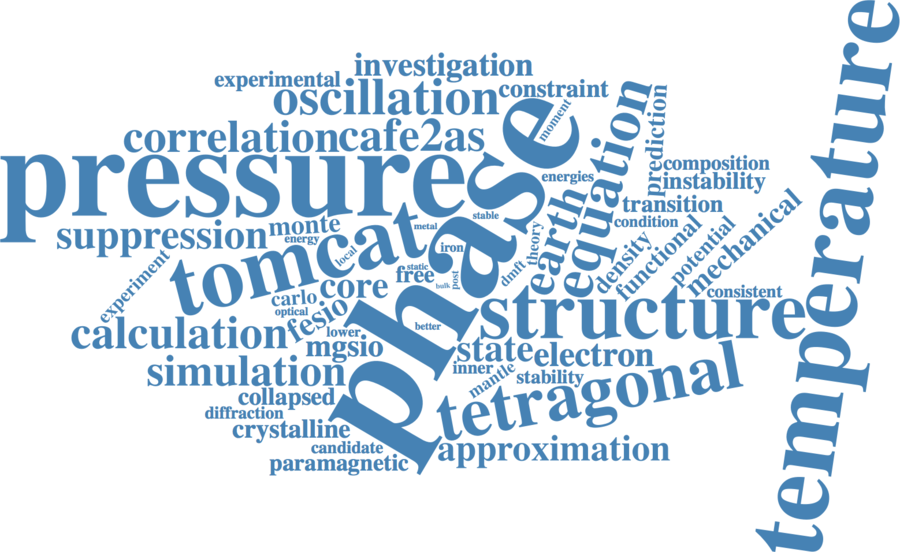 investigation
experimental
oscillation
constraint
correlation
cafe2as
moment
pressure
phase
temperature
equation
prediction
energies
composition
instability
transition
condition
suppression
monte
energy
tomcat
local
metal
stable
iron
static
free
bulk
post
dmft
theory
earth
density
functional
potential
mechanical
consistent
experiment
carlo
optical
core
fesio
calculation
lower
better
mgsio
structure
state
electron
simulation
inner
mantle
stability
collapsed
diffraction
tetragonal
crystalline
candidate
paramagnetic
approximation